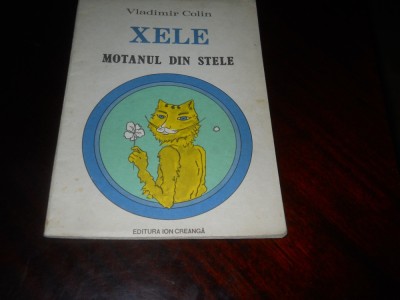 Vladimir Colin
XELE
MOTANUL DIN STELE
EDITURA ION CREANGĂ